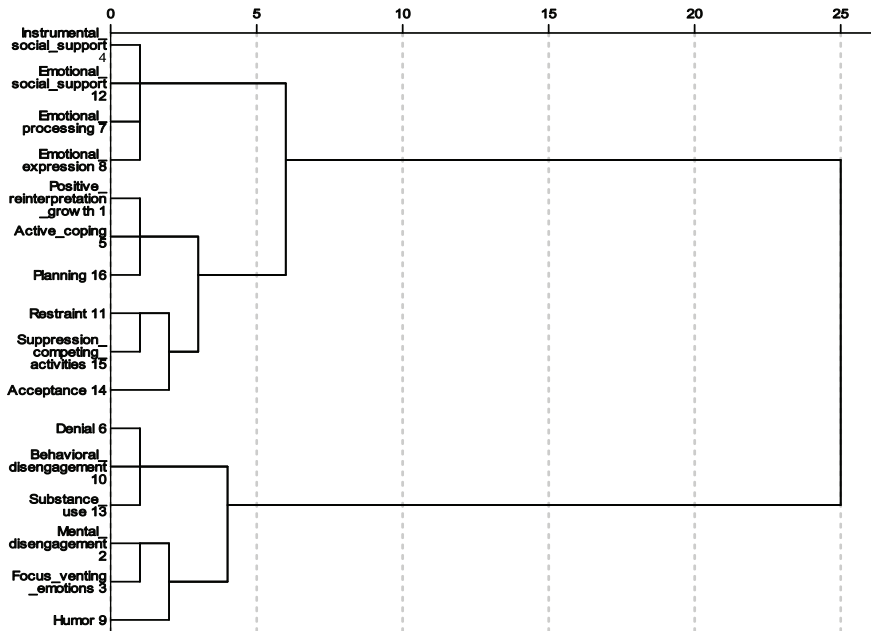 0 5 10 15 20 25
Instrumental_
social_support
4
Emotional_
social_support
12
Emotional_
processing 7
Emotional_
expression 8
Positive_
reinterpretation
_growth 1
Active_coping
5
Planning 16
Restraint 11
Suppression_
competing_
activities 15
Acceptance 14
Denial 6
Behavioral_
disengagement
10
Substance_
use 13
Mental_
disengagement
2
Focus_venting
_emotions 3
Humor 9